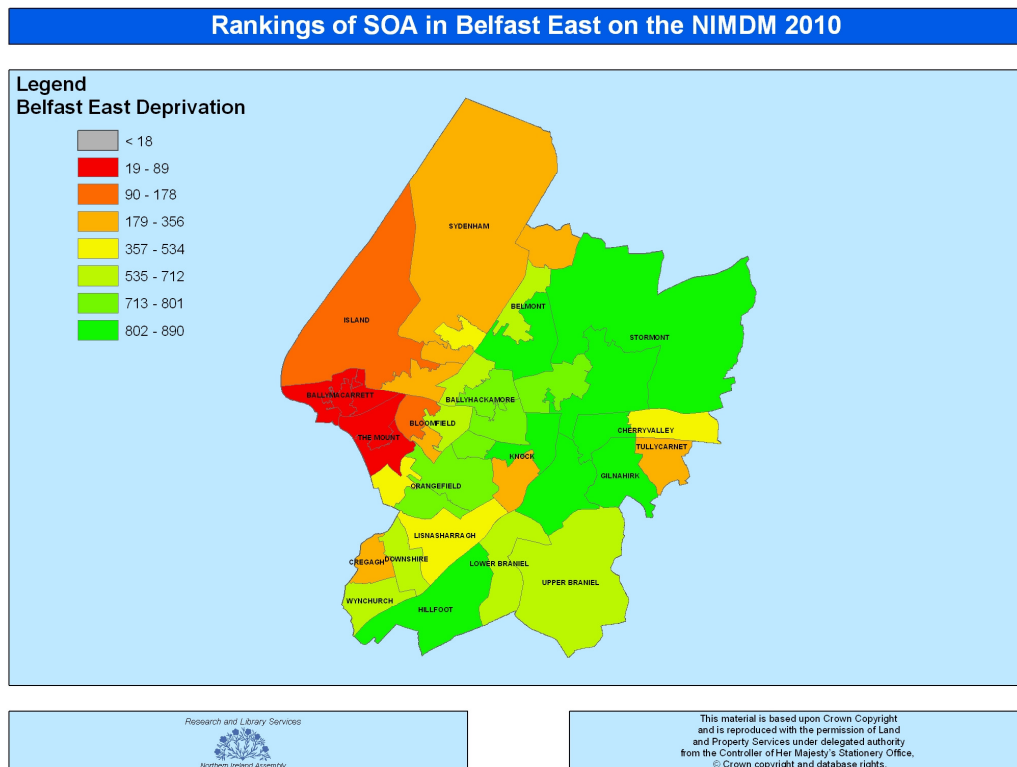 Rankings of SOA in Belfast East on the NIMDM 2010
Legend
Belfast East Deprivation
< 18
19 - 89
90 - 178
179 - 356
357 - 534
535 - 712
713 - 801
802 - 890
SYDENHAM
BELMONT
ISLAND
STORMONT
BALLYMACARRETT
BALLYHACKAMORE
BLOOMFIELD
CHERRYVALLEY
THE MOUNT
TULLYCARNET
KNOCK
GILNAHIRK
ORANGEFIELD
LISNASHARRAGH
CREGAGH
DOWNSHIRE
LOWER BRANIEL
UPPER BRANIEL
WYNCHURCH
HILLFOOT
Research and Library Services
Northern Ireland Assembly
This material is based upon Crown Copyright
and is reproduced with the permission of Land
and Property Services under delegated authority
from the Controller of Her Majesty's Stationery Office,
© Crown copyright and database rights.